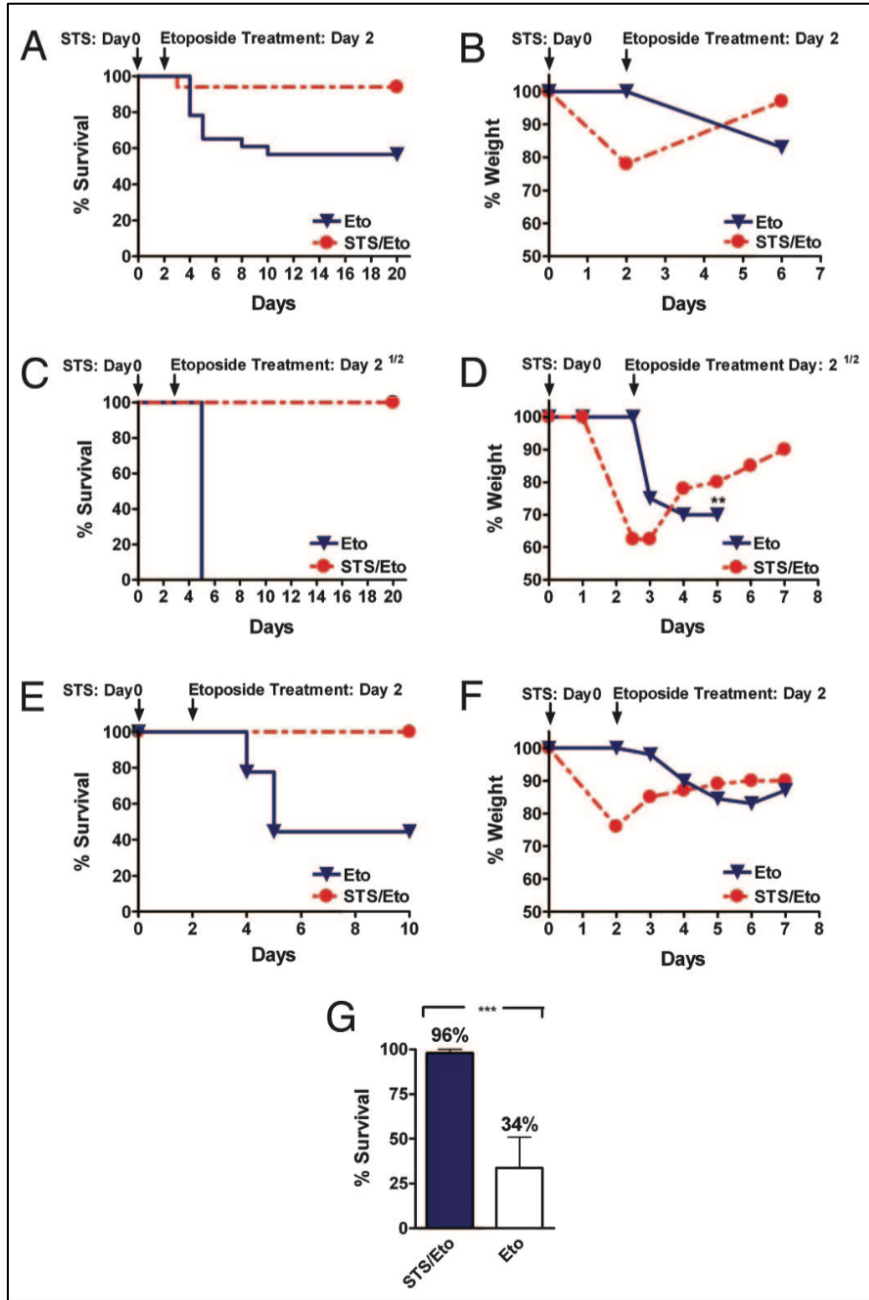 A
STS: Day0 Etoposide Treatment: Day 2
100
80
60
40
20
0
% Survival
Eto
STS/Eto
0 2 4 6 8 10 12 14 16 18 20
Days
B
STS: Day0 Etoposide Treatment: Day 2
100
90
80
70
60
50
% Weight
Eto
STS/Eto
0 1 2 3 4 5 6 7
Days
C
STS: Day0 Etoposide Treatment: Day 2 1/2
100
80
60
40
20
0
% Survival
Eto
STS/Eto
0 2 4 6 8 10 12 14 16 18 20
Days
D
STS: Day0 Etoposide Treatment Day: 2 1/2
100
90
80
70
60
50
% Weight
**
Eto
STS/Eto
0 1 2 3 4 5 6 7 8
Days
E
STS: Day0 Etoposide Treatment: Day 2
100
80
60
40
20
0
% Survival
Eto
STS/Eto
0 2 4 6 8 10
Days
F
STS: Day0 Etoposide Treatment: Day 2
100
90
80
70
60
50
% Weight
Eto
STS/Eto
0 1 2 3 4 5 6 7 8
Days
G
***
96%
34%
100
75
50
25
0
% Survival
STS/Eto
Eto